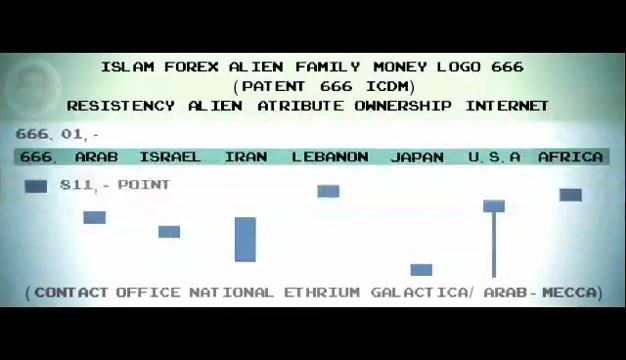 ISLAM FOREX ALIEN FAMILY MONEY LOGO 666
(PATENT 666 ICDM)
RESISTENCY ALIEN ATRIBUTE OWNERSHIP INTERNET
666. 01,-
666. ARAB ISRAEL IRAN LEBANON JAPAN U.S.A AFRICA
811,- POINT
(CONTACT OFFICE NATIONAL ETHRIUM GALACTICA/ ARAB-MECCA)